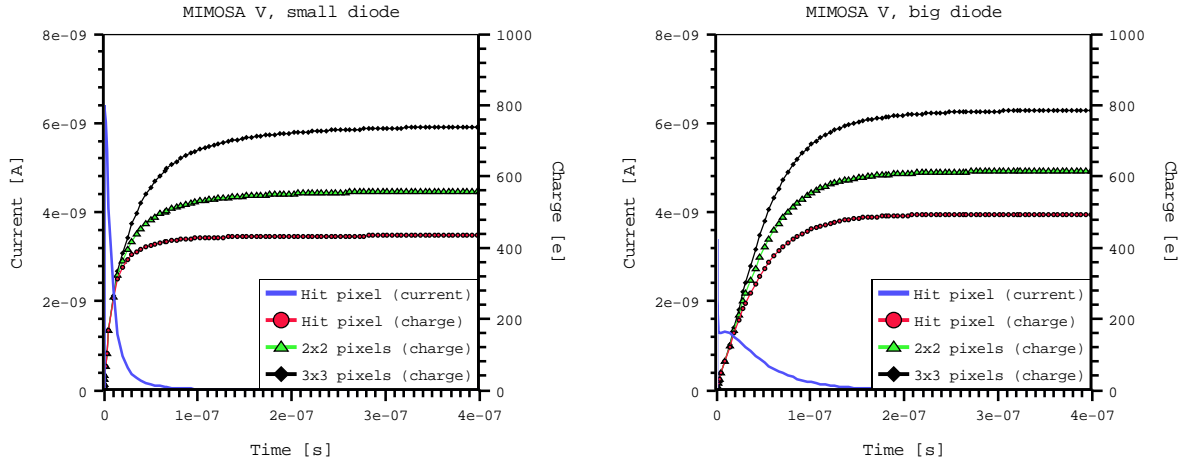 MIMOSA V, small diode
8e-09
6e-09
4e-09
2e-09
0
Current [A]
1000
800
600
400
200
0
Charge [e]
Hit pixel (current)
Hit pixel (charge)
2x2 pixels (charge)
3x3 pixels (charge)
0
1e-07
2e-07
3e-07
4e-07
Time [s]
MIMOSA V, big diode
8e-09
6e-09
4e-09
2e-09
0
Current [A]
1000
800
600
400
200
0
Charge [e]
Hit pixel (current)
Hit pixel (charge)
2x2 pixels (charge)
3x3 pixels (charge)
0
1e-07
2e-07
3e-07
4e-07
Time [s]